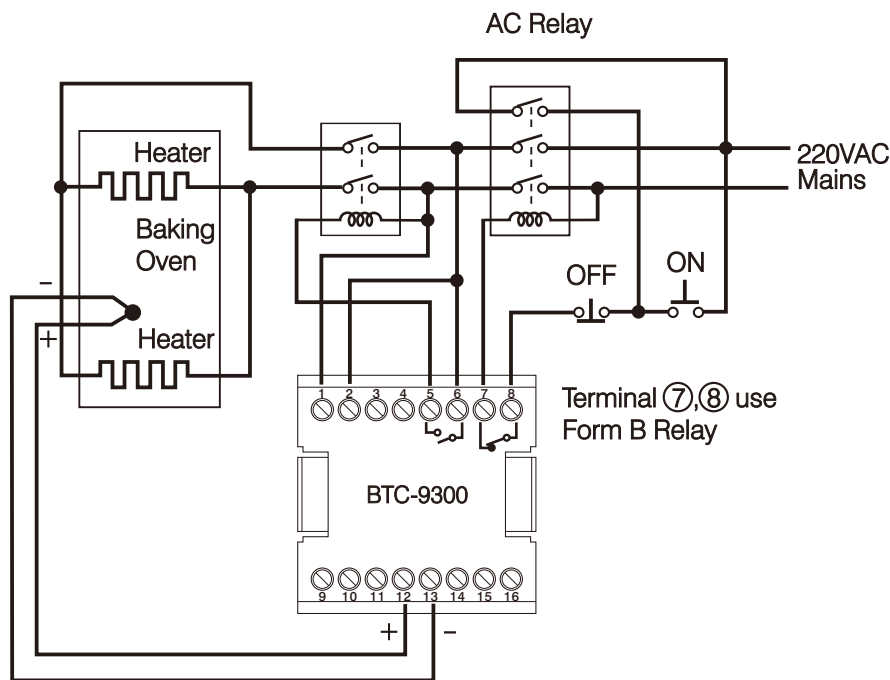 AC Relay
220VAC
Mains
Heater
Baking
Oven
OFF
ON
-
+
Heater
1 2 3 4 5 6 7 8
Terminal ⑦,⑧ use
Form B Relay
BTC-9300
9 10 11 12 13 14 15 16
+ -